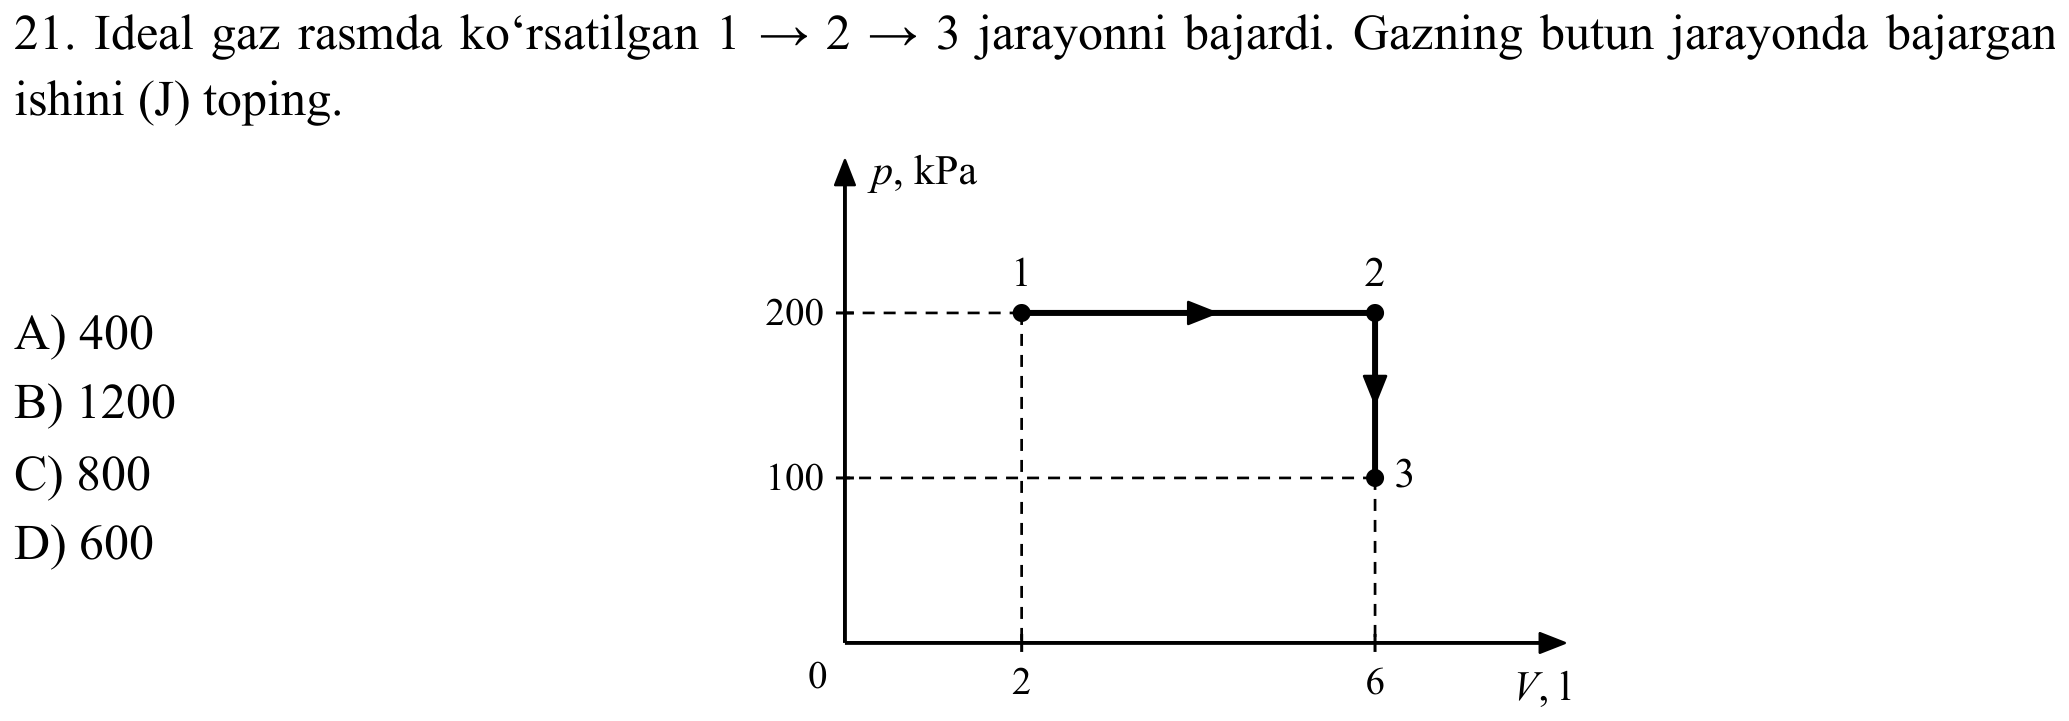 21. Ideal gaz rasmda ko‘rsatilgan 1 → 2 → 3 jarayonni bajardi. Gazning butun jarayonda bajargan
ishini (J) toping.
p, kPa
1
2
200
A) 400
B) 1200
C) 800
100
3
D) 600
0
2
6
V, l